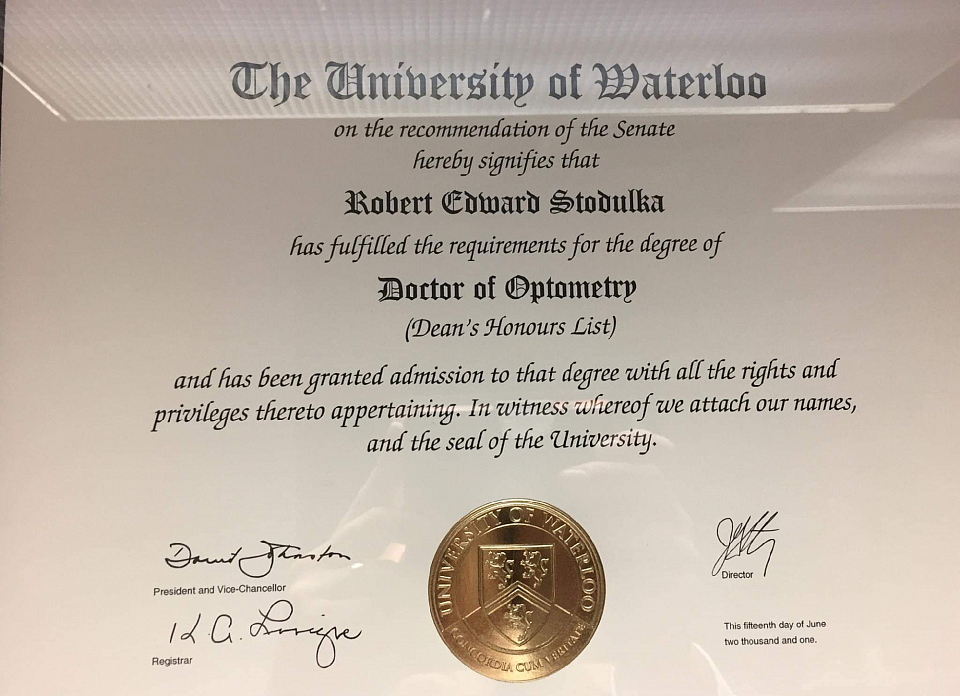 The University of Waterloo
on the recommendation of the Senate
hereby signifies that
Robert Edward Stodulka
has fulfilled the requirements for the degree of
Doctor of Optometry
(Dean's Honours List)
and has been granted admission to that degree with all the rights and
privileges thereto appertaining. In witness whereof we attach our names,
and the seal of the University.
David Johnston
President and Vice-Chancellor
K. A.
Registrar
UNIVERSITY OF WATERLOO
CONCORDIA CUM VERITATE
Director
This fifteenth day of June
two thousand and one.